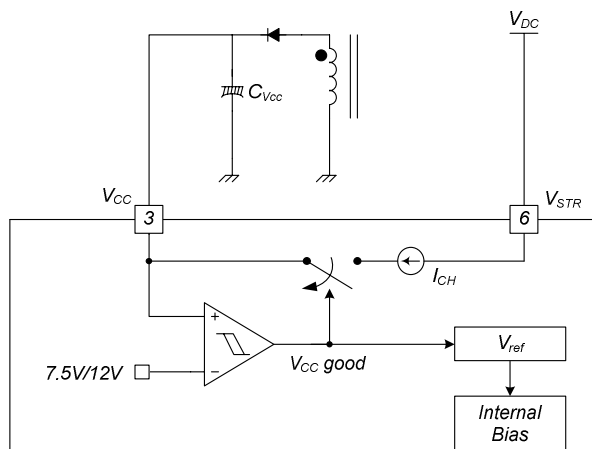 V_DC
C_Vcc
V_CC
3
6
V_STR
I_CH
+
7.5V/12V
−
V_CC good
V_ref
Internal
Bias